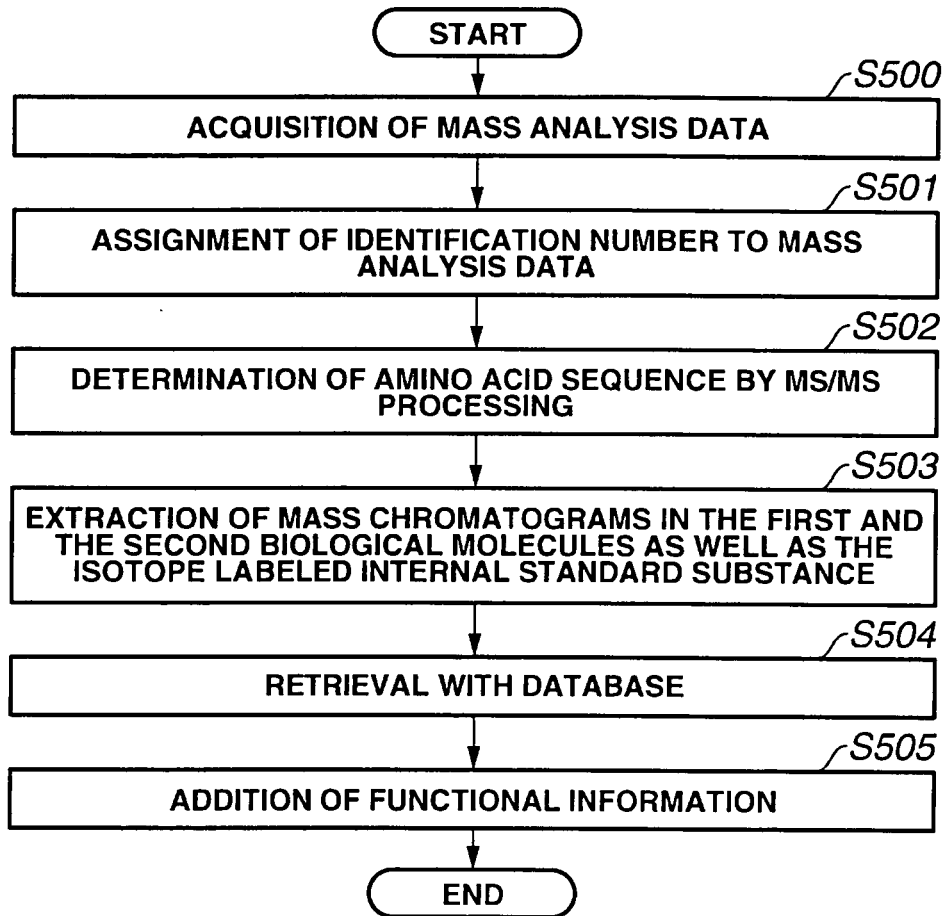 START
S500
ACQUISITION OF MASS ANALYSIS DATA
S501
ASSIGNMENT OF IDENTIFICATION NUMBER TO MASS
ANALYSIS DATA
S502
DETERMINATION OF AMINO ACID SEQUENCE BY MS/MS
PROCESSING
S503
EXTRACTION OF MASS CHROMATOGRAMS IN THE FIRST AND
THE SECOND BIOLOGICAL MOLECULES AS WELL AS THE
ISOTOPE LABELED INTERNAL STANDARD SUBSTANCE
S504
RETRIEVAL WITH DATABASE
S505
ADDITION OF FUNCTIONAL INFORMATION
END